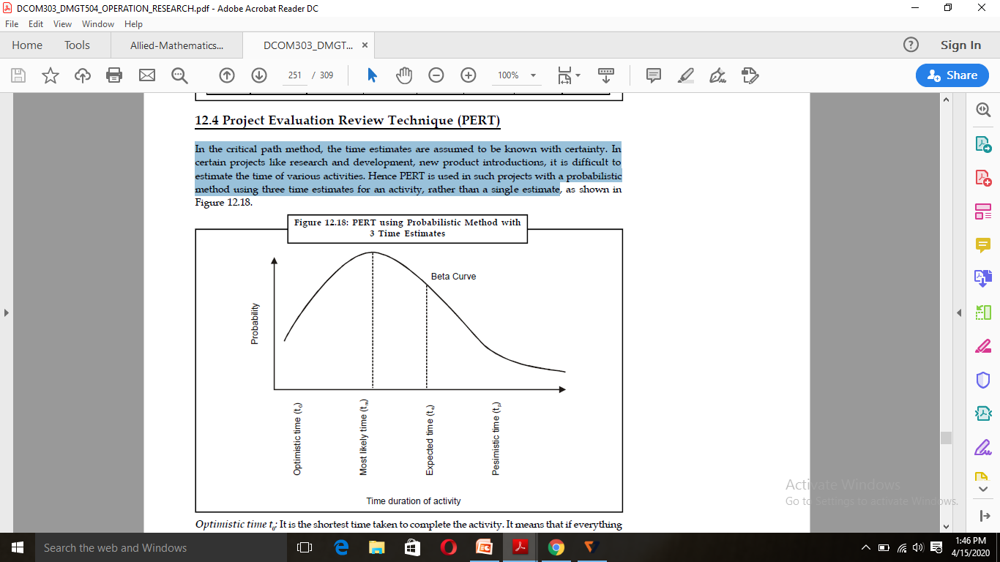 DCOM303_DMGT504_OPERATION_RESEARCH.pdf - Adobe Acrobat Reader DC
File Edit View Window Help
Home Tools Allied-Mathematics... DCOM303_DMGT... × Sign In
251 / 309 100% Share
12.4 Project Evaluation Review Technique (PERT)
In the critical path method, the time estimates are assumed to be known with certainty. In
certain projects like research and development, new product introductions, it is difficult to
estimate the time of various activities. Hence PERT is used in such projects with a probabilistic
method using three time estimates for an activity, rather than a single estimate, as shown in
Figure 12.18.
Figure 12.18: PERT using Probabilistic Method with
3 Time Estimates
Beta Curve
Probability
Optimistic time (t₀)
Most likely time (tₘ)
Expected time (tₑ)
Pesimistic time (tₚ)
Time duration of activity
Activate Windows
Go to Settings to activate Windows.
Optimistic time t₀: It is the shortest time taken to complete the activity. It means that if everything
Search the web and Windows
1:46 PM
4/15/2020